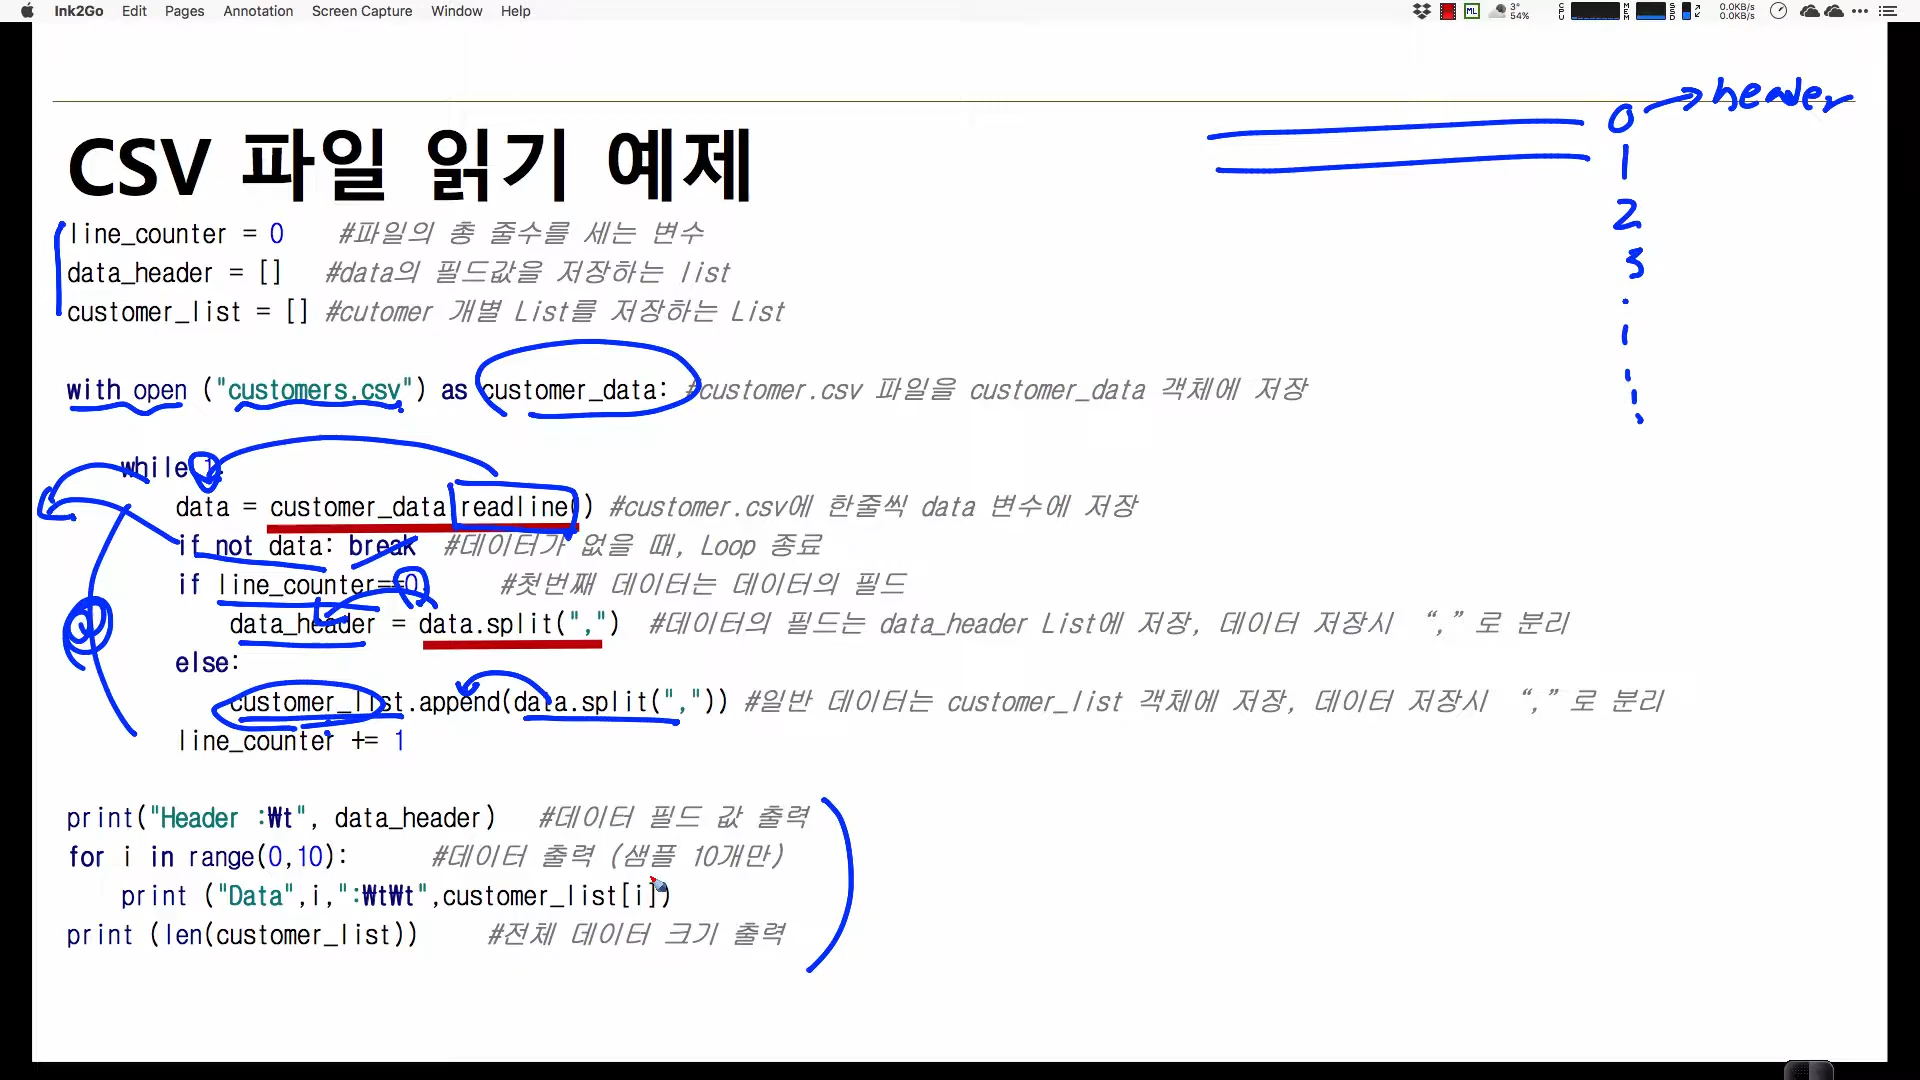 Ink2Go Edit Pages Annotation Screen Capture Window Help
ML 3° 54% CPU MEM SSD 0.0KB/s 0.0KB/s
header
0
1
2
3
CSV 파일 읽기 예제
line_counter = 0 #파일의 총 줄수를 세는 변수
data_header = [] #data의 필드값을 저장하는 list
customer_list = [] #cutomer 개별 List를 저장하는 List
with open ("customers.csv") as customer_data: #customer.csv 파일을 customer_data 객체에 저장
while 1:
data = customer_data.readline() #customer.csv에 한줄씩 data 변수에 저장
if not data: break #데이터가 없을 때, Loop 종료
if line_counter==0: #첫번째 데이터는 데이터의 필드
data_header = data.split(",") #데이터의 필드는 data_header List에 저장, 데이터 저장시 “,”로 분리
else:
customer_list.append(data.split(",")) #일반 데이터는 customer_list 객체에 저장, 데이터 저장시 “,”로 분리
line_counter += 1
print("Header :₩t", data_header) #데이터 필드 값 출력
for i in range(0,10): #데이터 출력 (샘플 10개만)
print ("Data",i,":₩t₩t",customer_list[i])
print (len(customer_list)) #전체 데이터 크기 출력